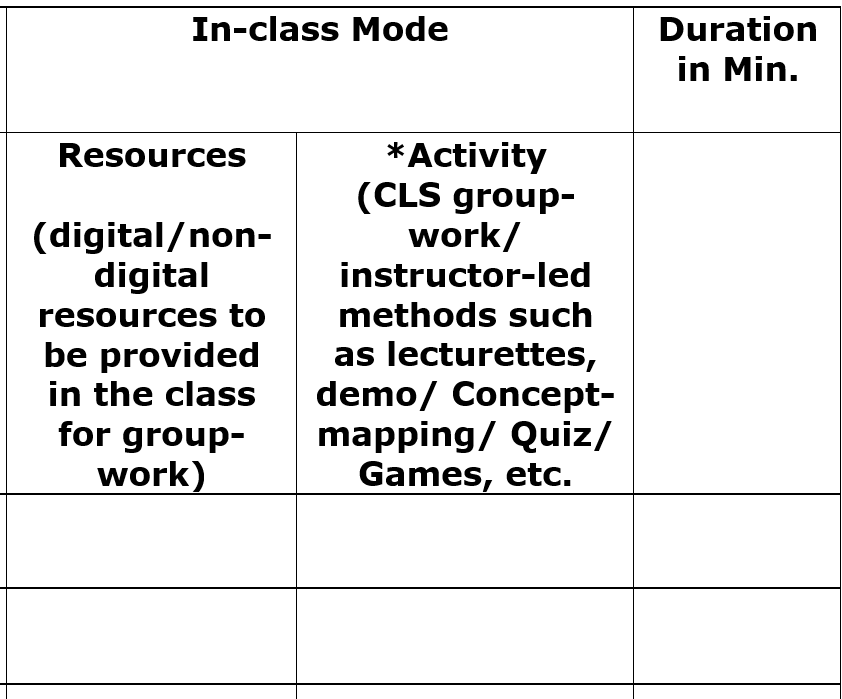 In-class Mode
Duration
in Min.
Resources
(digital/non-
digital
resources to
be provided
in the class
for group-
work)
*Activity
(CLS group-
work/
instructor-led
methods such
as lecturettes,
demo/ Concept-
mapping/ Quiz/
Games, etc.